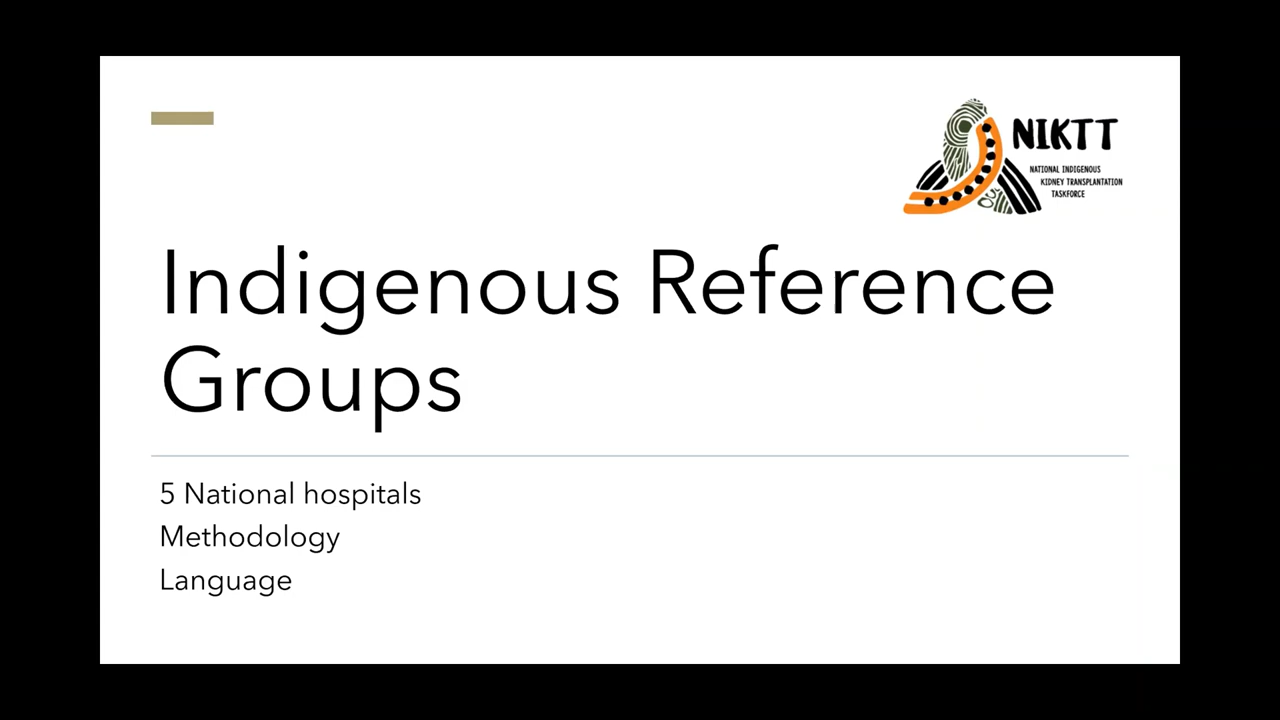 NIKTT
NATIONAL INDIGENOUS
KIDNEY TRANSPLANTATION
TASKFORCE
Indigenous Reference
Groups
5 National hospitals
Methodology
Language